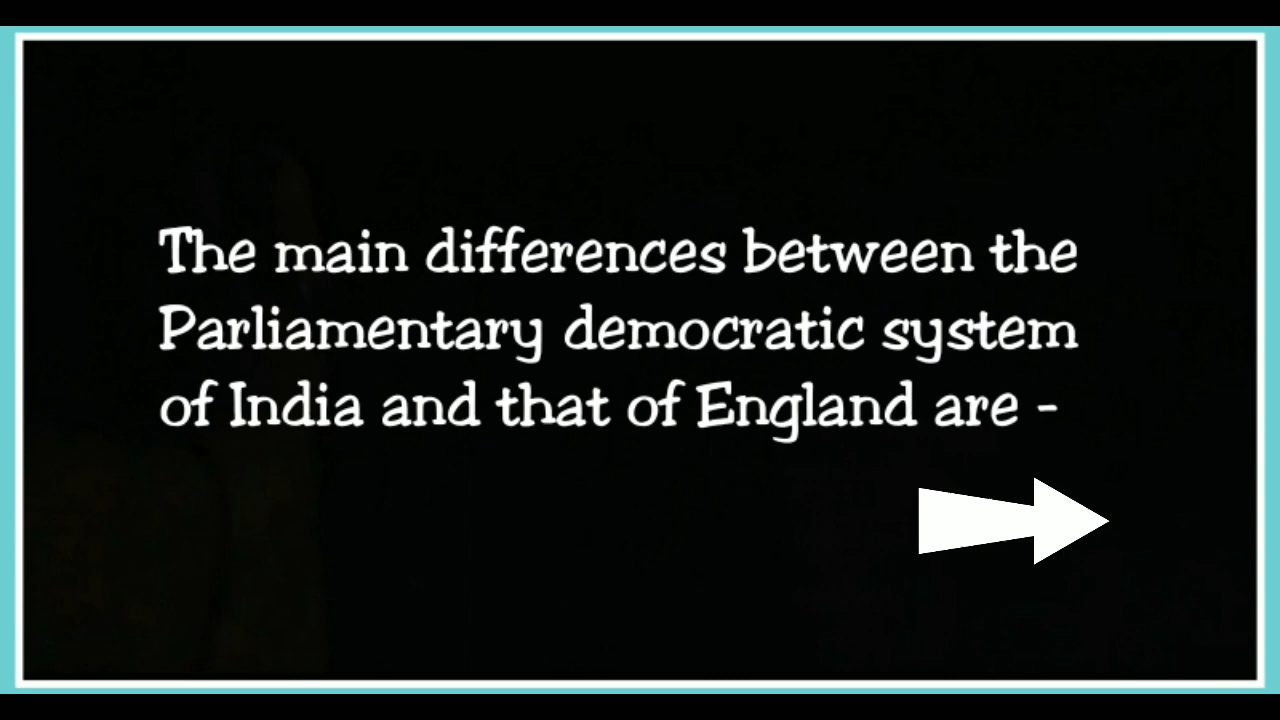 The main differences between the
Parliamentary democratic system
of India and that of England are -